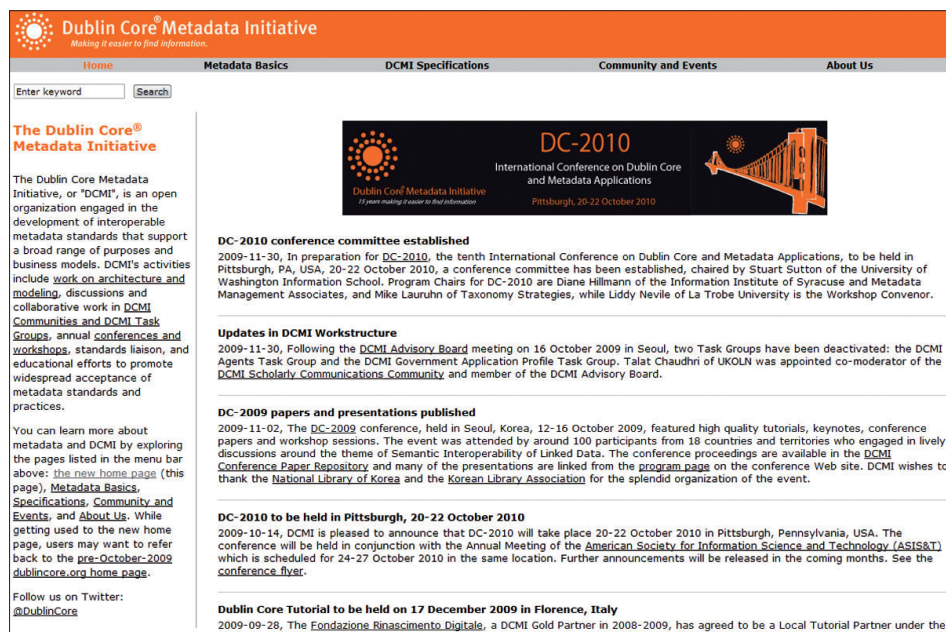 Dublin Core® Metadata Initiative
Making it easier to find information.
Home Metadata Basics DCMI Specifications Community and Events About Us
Enter keyword Search
The Dublin Core®
Metadata Initiative
The Dublin Core Metadata
Initiative, or "DCMI", is an open
organization engaged in the
development of interoperable
metadata standards that support
a broad range of purposes and
business models. DCMI's activities
include work on architecture and
modeling, discussions and
collaborative work in DCMI
Communities and DCMI Task
Groups, annual conferences and
workshops, standards liaison, and
educational efforts to promote
widespread acceptance of
metadata standards and
practices.
You can learn more about
metadata and DCMI by exploring
the pages listed in the menu bar
above: the new home page (this
page), Metadata Basics,
Specifications, Community and
Events, and About Us. While
getting used to the new home
page, users may want to refer
back to the pre-October-2009
dublincore.org home page.
Follow us on Twitter:
@DublinCore
Dublin Core® Metadata Initiative
15 years making it easier to find information
DC-2010
International Conference on Dublin Core
and Metadata Applications
Pittsburgh, 20-22 October 2010
DC-2010 conference committee established
2009-11-30, In preparation for DC-2010, the tenth International Conference on Dublin Core and Metadata Applications, to be held in
Pittsburgh, PA, USA, 20-22 October 2010, a conference committee has been established, chaired by Stuart Sutton of the University of
Washington Information School. Program Chairs for DC-2010 are Diane Hillmann of the Information Institute of Syracuse and Metadata
Management Associates, and Mike Lauruhn of Taxonomy Strategies, while Liddy Nevile of La Trobe University is the Workshop Convenor.
Updates in DCMI Workstructure
2009-11-30, Following the DCMI Advisory Board meeting on 16 October 2009 in Seoul, two Task Groups have been deactivated: the DCMI
Agents Task Group and the DCMI Government Application Profile Task Group. Talat Chaudhri of UKOLN was appointed co-moderator of the
DCMI Scholarly Communications Community and member of the DCMI Advisory Board.
DC-2009 papers and presentations published
2009-11-02, The DC-2009 conference, held in Seoul, Korea, 12-16 October 2009, featured high quality tutorials, keynotes, conference
papers and workshop sessions. The event was attended by around 100 participants from 18 countries and territories who engaged in lively
discussions around the theme of Semantic Interoperability of Linked Data. The conference proceedings are available in the DCMI
Conference Paper Repository and many of the presentations are linked from the program page on the conference Web site. DCMI wishes to
thank the National Library of Korea and the Korean Library Association for the splendid organization of the event.
DC-2010 to be held in Pittsburgh, 20-22 October 2010
2009-10-14, DCMI is pleased to announce that DC-2010 will take place 20-22 October 2010 in Pittsburgh, Pennsylvania, USA. The
conference will be held in conjunction with the Annual Meeting of the American Society for Information Science and Technology (ASIS&T)
which is scheduled for 24-27 October 2010 in the same location. Further announcements will be released in the coming months. See the
conference flyer.
Dublin Core Tutorial to be held on 17 December 2009 in Florence, Italy
2009-09-28, The Fondazione Rinascimento Digitale, a DCMI Gold Partner in 2008-2009, has agreed to be a Local Tutorial Partner under the